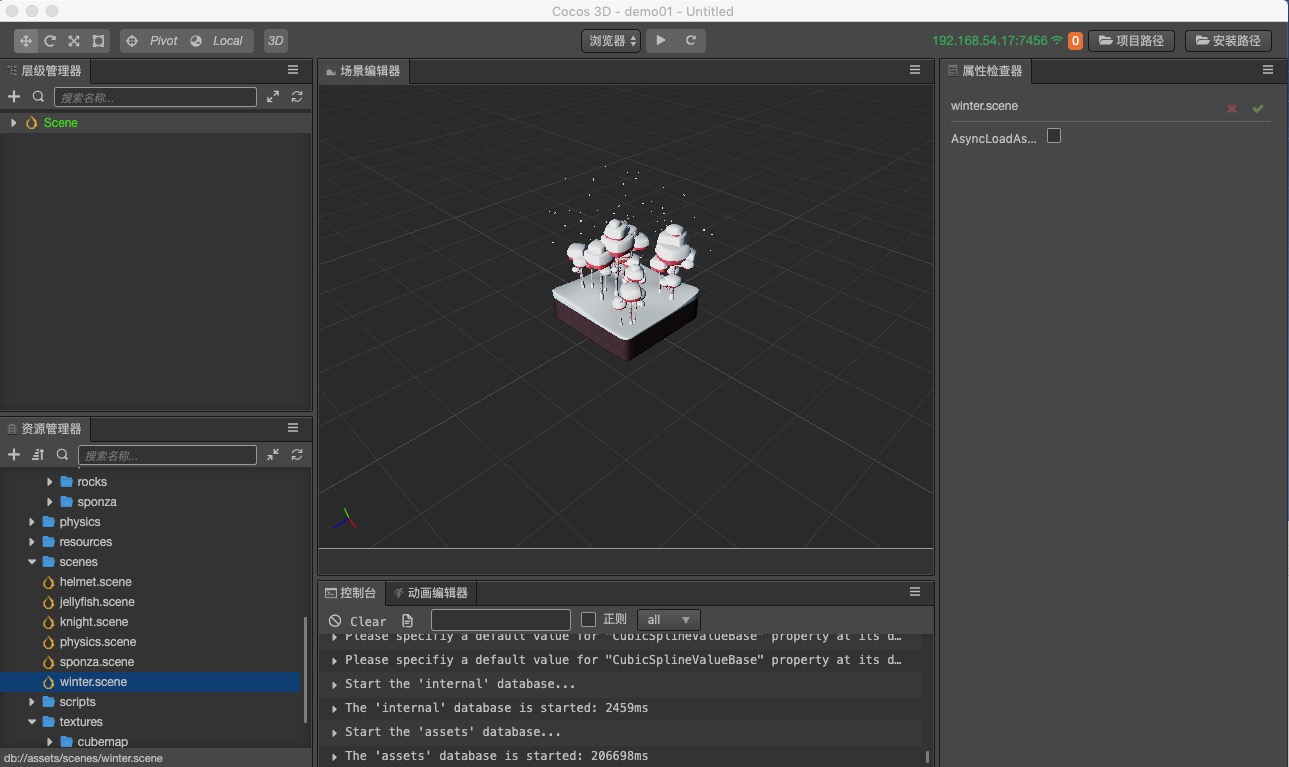 Cocos 3D - demo01 - Untitled
Pivot Local 3D 浏览器 192.168.54.17:7456 0 项目路径 安装路径
层级管理器
搜索名称...
Scene
场景编辑器
属性检查器
winter.scene
AsyncLoadAs...
资源管理器
搜索名称...
rocks
sponza
physics
resources
scenes
helmet.scene
jellyfish.scene
knight.scene
physics.scene
sponza.scene
winter.scene
scripts
textures
cubemap
db://assets/scenes/winter.scene
控制台 动画编辑器
Clear 正则 all
Please specifiy a default value for "CubicSplineValueBase" property at its d…
Please specifiy a default value for "CubicSplineValueBase" property at its d…
Start the 'internal' database...
The 'internal' database is started: 2459ms
Start the 'assets' database...
The 'assets' database is started: 206698ms